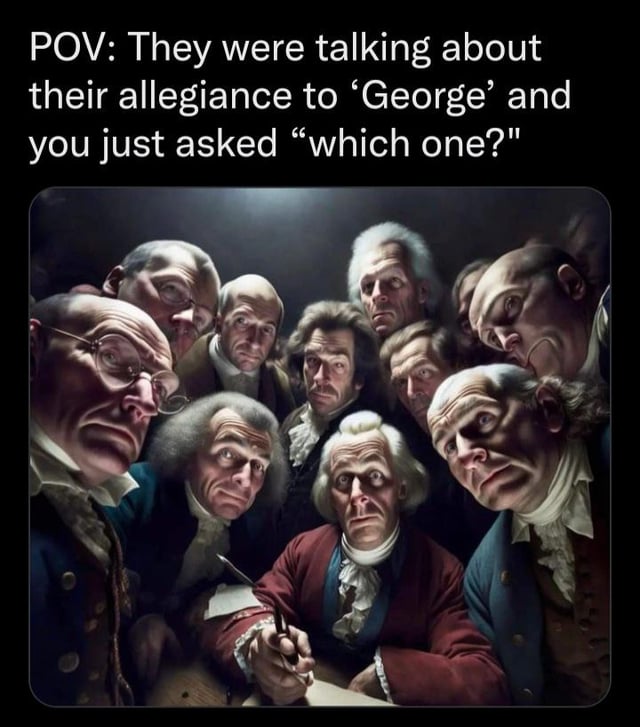 POV: They were talking about
their allegiance to ‘George’ and
you just asked “which one?"